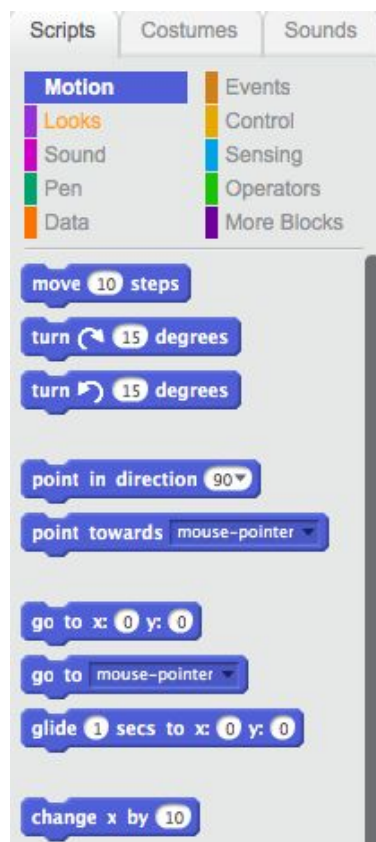 Scripts Costumes Sounds
Motion Events
Looks Control
Sound Sensing
Pen Operators
Data More Blocks
move 10 steps
turn 15 degrees
turn 15 degrees
point in direction 90
point towards mouse-pointer
go to x: 0 y: 0
go to mouse-pointer
glide 1 secs to x: 0 y: 0
change x by 10